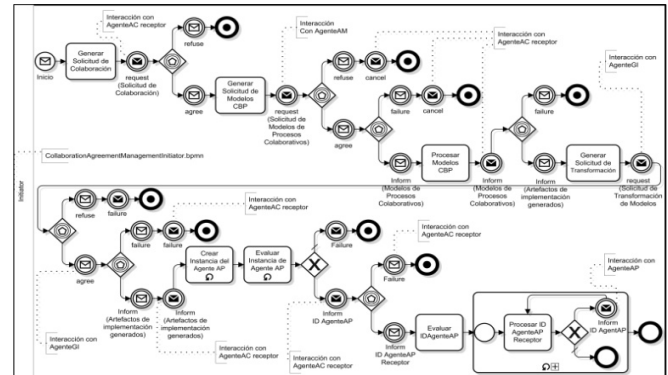 Interacción con
AgenteAC receptor
Interacción
Con AgenteAM
Interacción con
AgenteAC receptor
Interacción con
AgenteGI
Inicio
Generar
Solicitud de
Colaboración
request
(Solicitud de
Colaboración)
refuse
agree
Generar
Solicitud de
Modelos
CBP
request
(Solicitud de
Modelos de
Procesos
Colaborativos)
refuse
cancel
agree
failure
cancel
Inform
(Modelos de
Procesos
Colaborativos)
Procesar
Modelos
CBP
Inform
(Modelos de
Procesos
Colaborativos)
failure
Inform
(Artefactos de
implementación
generados)
Generar
Solicitud de
Transformación
request
(Solicitud de
Transformación
de Modelos
CollaborationAgreementManagementInitiator.bpmn
Initiator
refuse
failure
agree
Interacción con
AgenteAC receptor
failure
failure
Inform
(Artefactos de
implementación
generados)
Inform
(Artefactos de
implementación
generados)
Crear
Instancia del
Agente AP
Evaluar
Instancia de
Agente AP
Failure
Inform
ID AgenteAP
Interacción con
AgenteAC receptor
Failure
Inform
ID AgenteAP
Receptor
Evaluar
IDAgenteAP
Procesar ID
AgenteAP
Receptor
Interacción con
AgenteAP
Inform
ID AgentAP
Interacción con
AgenteGI
Interacción con
AgenteAC receptor
Interacción con
AgenteAC receptor